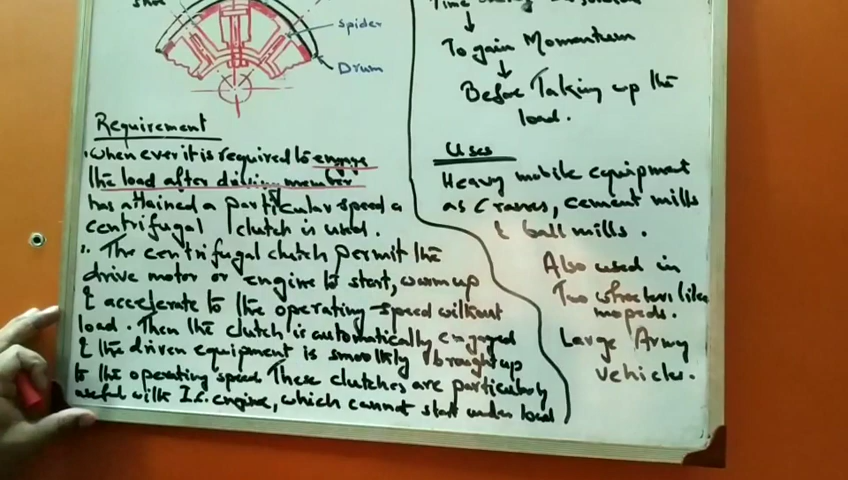 shoe
Spider
Drum
Requirement
1. when ever it is required to engage
the load after driving member
has attained a particular speed a
centrifugal clutch is used.
2. The centrifugal clutch permit the
drive motor or engine to start, warm up
& accelerate to the operating speed without
load. Then the clutch is automatically engaged
& the driven equipment is smoothly brought up
to the operating speed These clutches are particularly
useful with I.C. engine, which cannot start under load
Time
To gain Momentum
Before Taking up the
load.
Uses
Heavy mobile equipment
as cranes, cement mills
& ball mills.
Also used in
Two wheelers like
mopeds.
Large Army
vehicles.